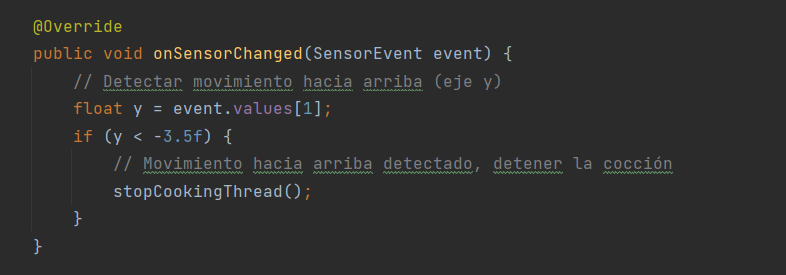 @Override
public void onSensorChanged(SensorEvent event) {
    // Detectar movimiento hacia arriba (eje y)
    float y = event.values[1];
    if (y < -3.5f) {
        // Movimiento hacia arriba detectado, detener la cocción
        stopCookingThread();
    }
}